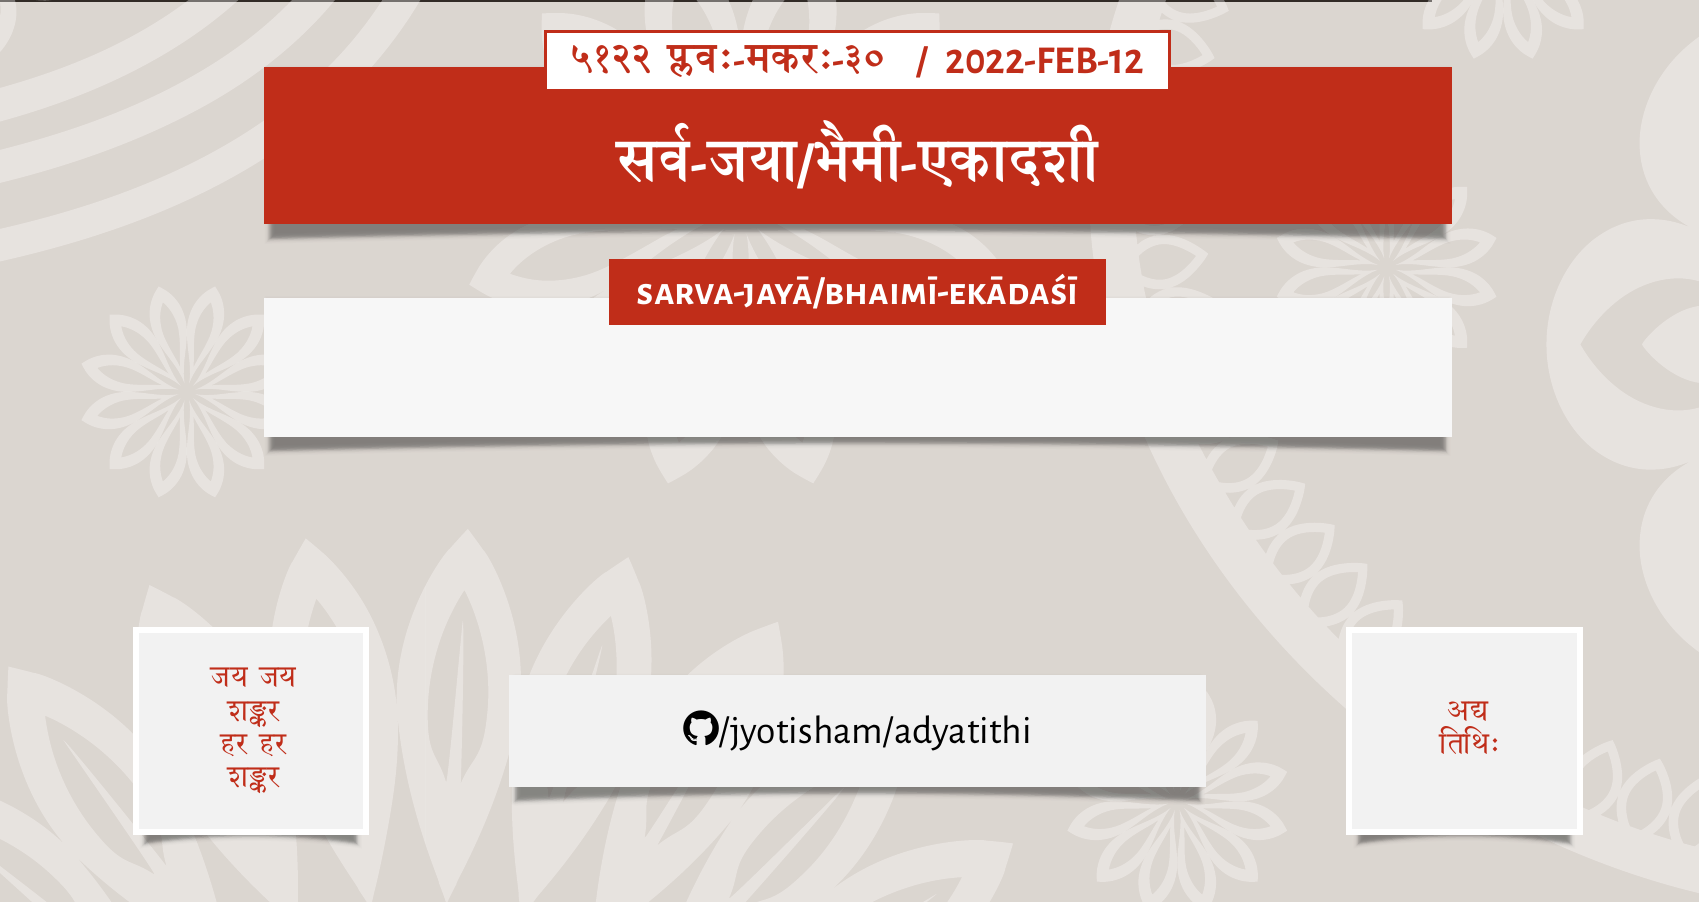 ५१२२ प्लवः-मकरः-३० / 2022-FEB-12
सर्व-जया/भैमी-एकादशी
SARVA-JAYĀ/BHAIMĪ-EKĀDAŚĪ
जय जय
शङ्कर
हर हर
शङ्कर
/jyotisham/adyatithi
अद्य
तिथिः